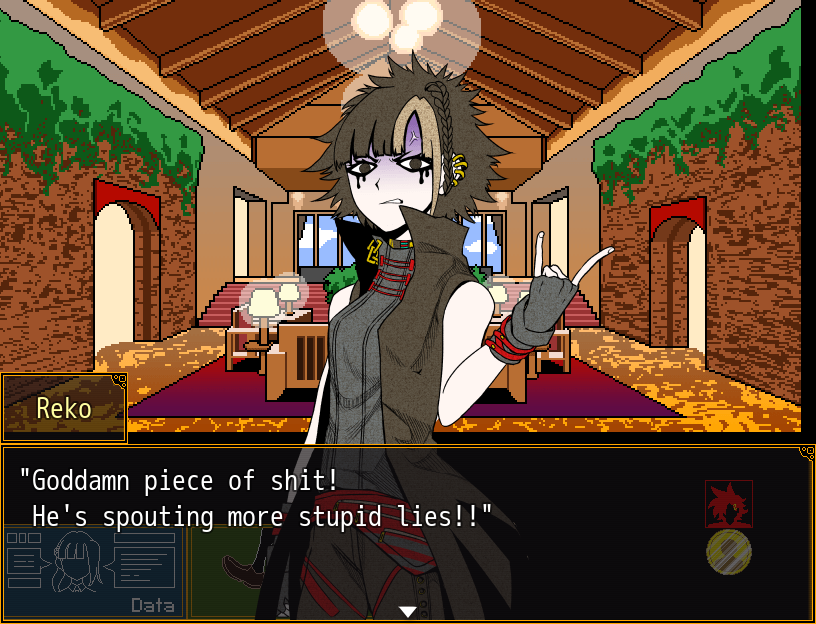 Reko
"Goddamn piece of shit!
He's spouting more stupid lies!!"
Data